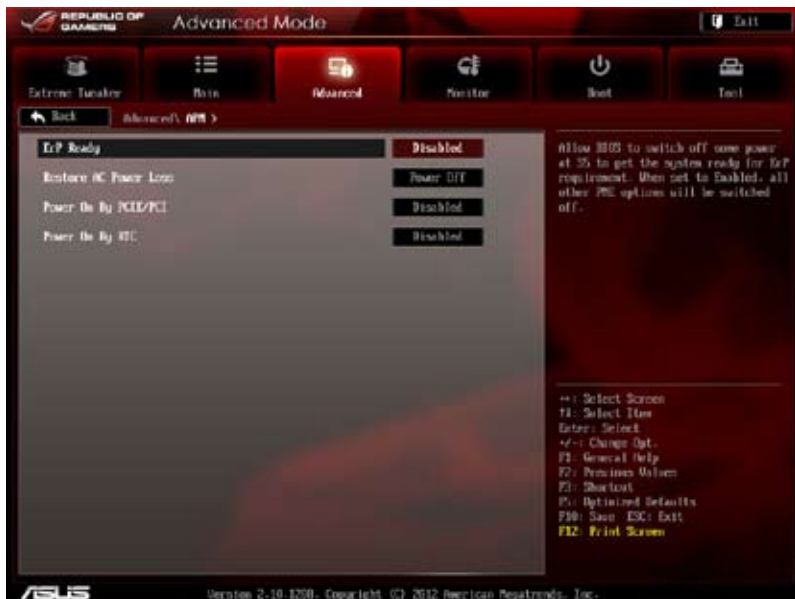 REPUBLIC OF GAMERS
Advanced Mode
Exit
Extreme Tweaker
Main
Advanced
Monitor
Boot
Tool
Back
Advanced\ APM >
ErP Ready
Disabled
Restore AC Power Loss
Power Off
Power On By PCIE/PCI
Disabled
Power On By RTC
Disabled
Allow BIOS to switch off some power
at S5 to get the system ready for ErP
requirement. When set to Enabled, all
other PME options will be switched
off.
↔: Select Screen
↑↓: Select Item
Enter: Select
+/-: Change Opt.
F1: General Help
F2: Previous Values
F3: Shortcut
F5: Optimized Defaults
F10: Save ESC: Exit
F12: Print Screen
ASUS
Version 2.10.1208. Copyright (C) 2012 American Megatrends, Inc.